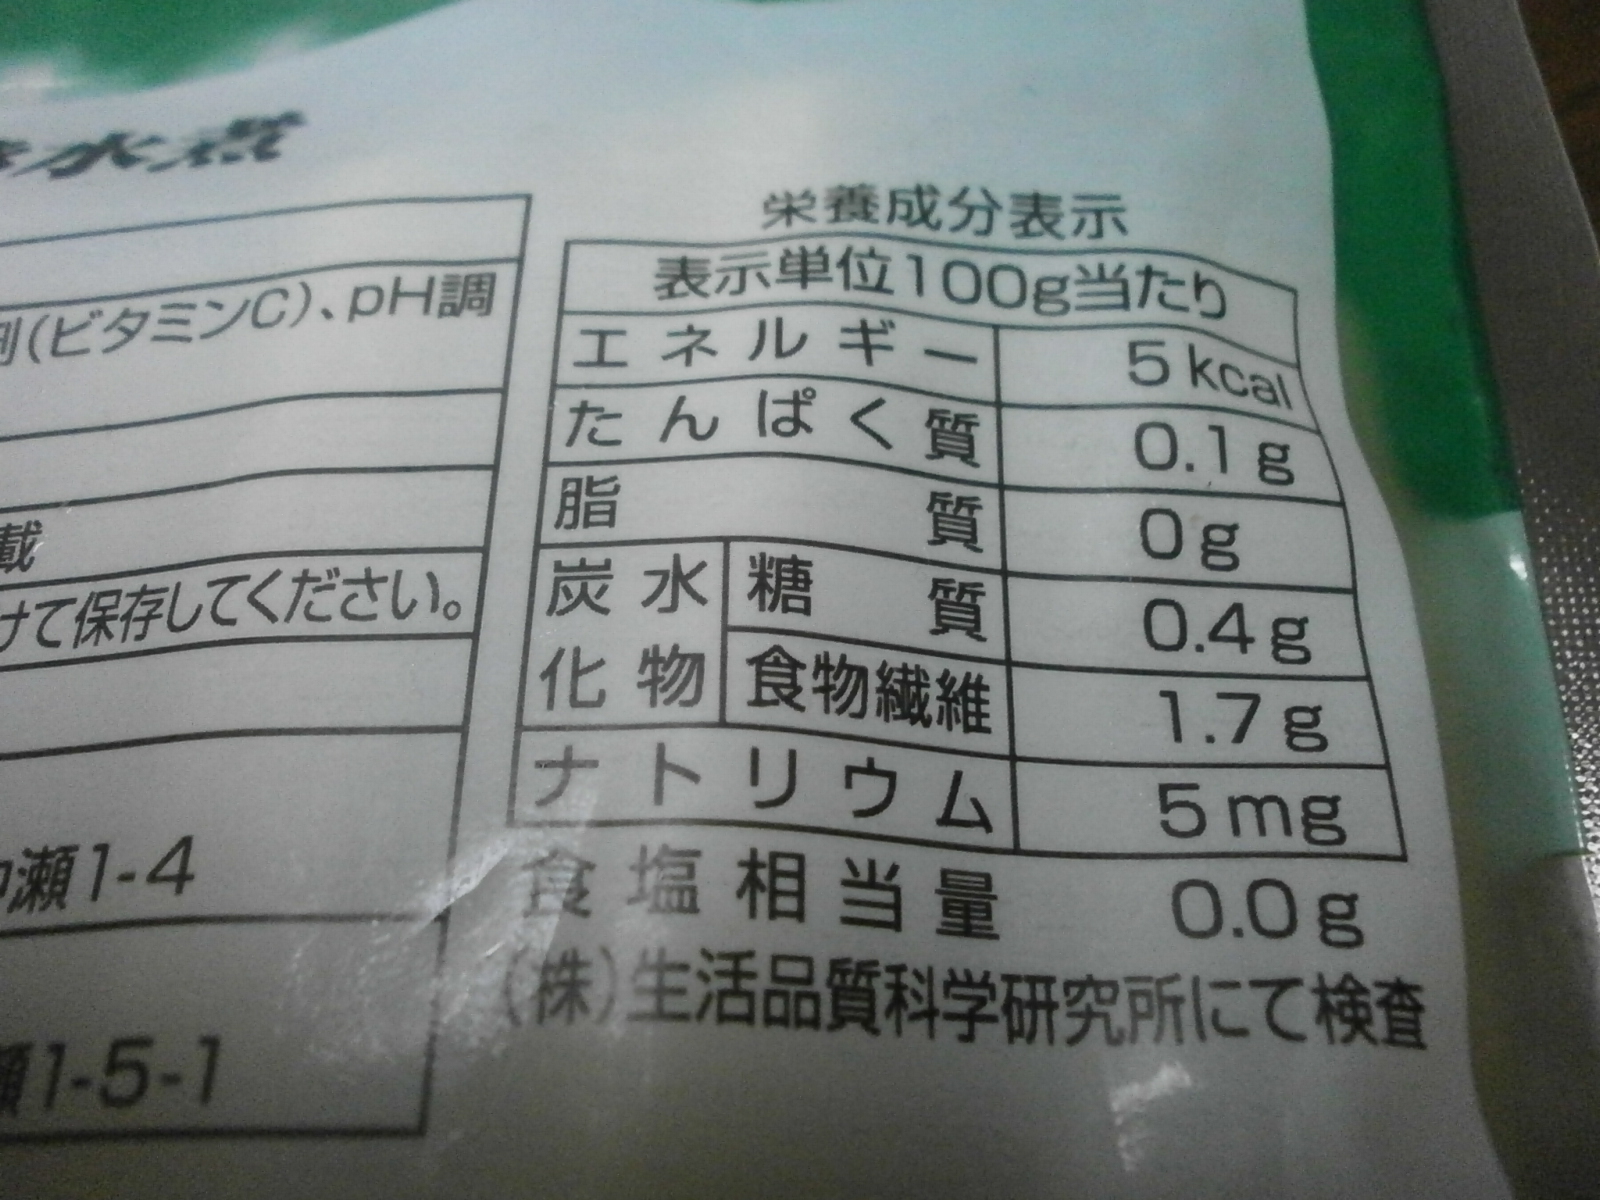 水煮
剤(ビタミンC)、pH調
載
けて保存してください。
瀬1-4
瀬1-5-1
栄養成分表示
表示単位100g当たり
エネルギー 5kcal
たんぱく質 0.1g
脂質 0g
炭水化物 糖質 0.4g
食物繊維 1.7g
ナトリウム 5mg
食塩相当量 0.0g
(株)生活品質科学研究所にて検査